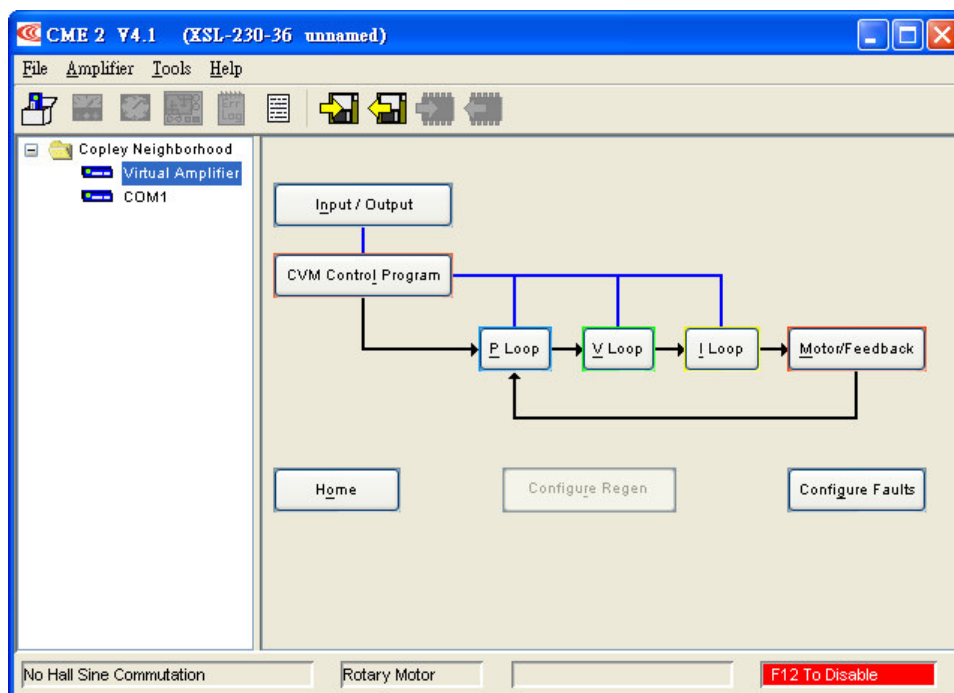 CME 2 V4.1 (XSL-230-36 unnamed)
File Amplifier Tools Help
Err Log
Copley Neighborhood
Virtual Amplifier
COM1
Input / Output
CVM Control Program
P Loop
V Loop
I Loop
Motor/Feedback
Home
Configure Regen
Configure Faults
No Hall Sine Commutation
Rotary Motor
F12 To Disable